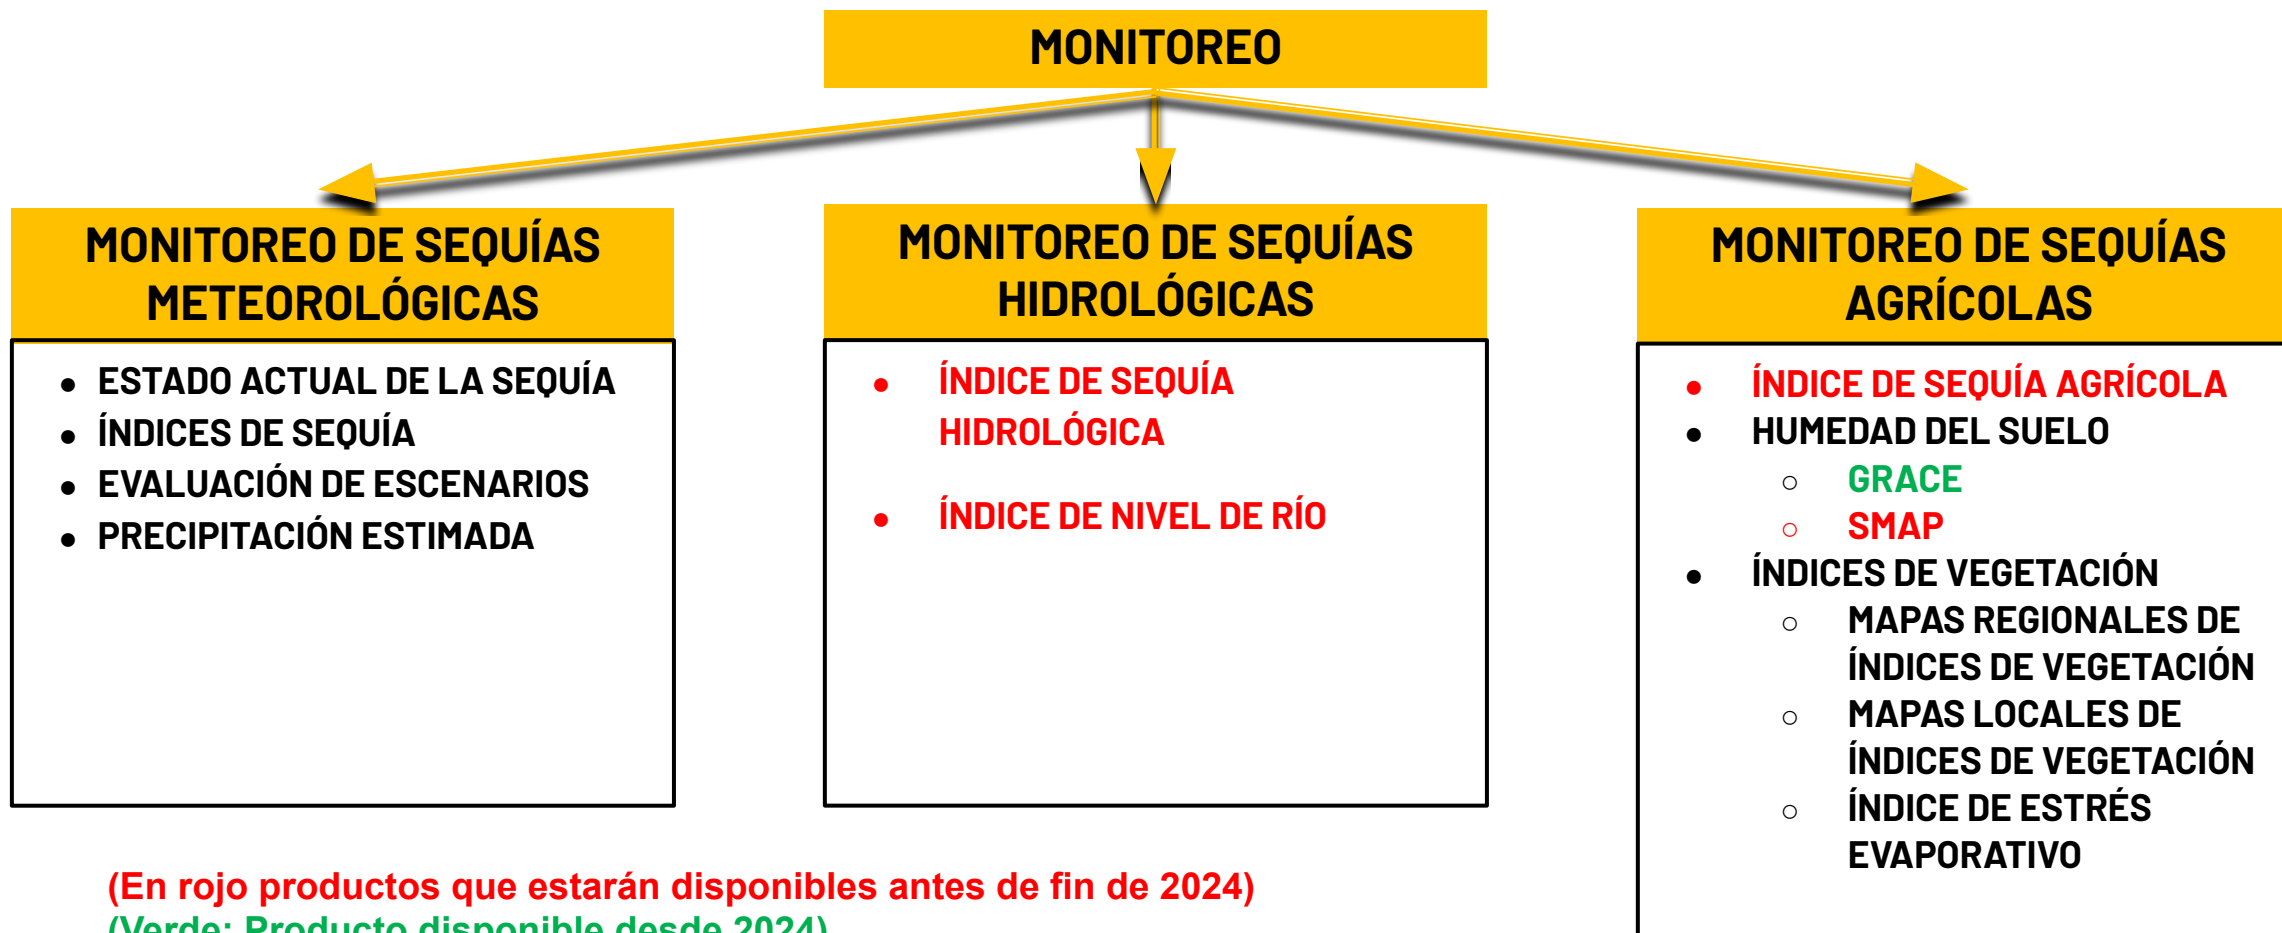 MONITOREO
MONITOREO DE SEQUÍAS
METEOROLÓGICAS
● ESTADO ACTUAL DE LA SEQUÍA
● ÍNDICES DE SEQUÍA
● EVALUACIÓN DE ESCENARIOS
● PRECIPITACIÓN ESTIMADA
MONITOREO DE SEQUÍAS
HIDROLÓGICAS
● ÍNDICE DE SEQUÍA
HIDROLÓGICA
● ÍNDICE DE NIVEL DE RÍO
MONITOREO DE SEQUÍAS
AGRÍCOLAS
● ÍNDICE DE SEQUÍA AGRÍCOLA
● HUMEDAD DEL SUELO
○ GRACE
○ SMAP
● ÍNDICES DE VEGETACIÓN
○ MAPAS REGIONALES DE
ÍNDICES DE VEGETACIÓN
○ MAPAS LOCALES DE
ÍNDICES DE VEGETACIÓN
○ ÍNDICE DE ESTRÉS
EVAPORATIVO
(En rojo productos que estarán disponibles antes de fin de 2024)
(Verde: Producto disponible desde 2024)